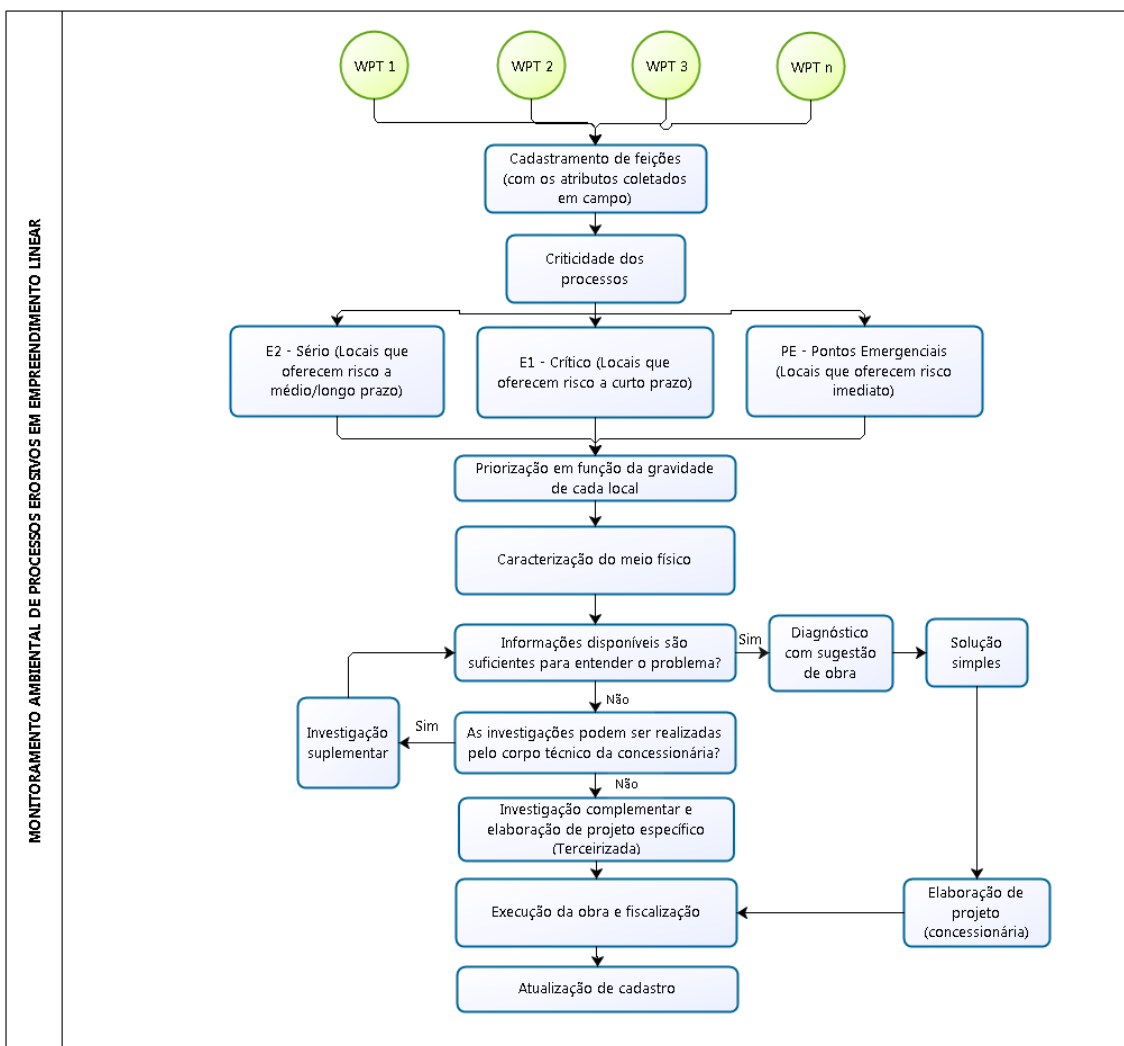 MONITORAMENTO AMBIENTAL DE PROCESSOS EROSIVOS EM EMPREENDIMENTO LINEAR
WPT 1
WPT 2
WPT 3
WPT n
Cadastramento de feições
(com os atributos coletados
em campo)
Criticidade dos
processos
E2 - Sério (Locais que
oferecem risco a
médio/longo prazo)
E1 - Crítico (Locais que
oferecem risco a curto prazo)
PE - Pontos Emergenciais
(Locais que oferecem risco
imediato)
Priorização em função da gravidade
de cada local
Caracterização do meio físico
Informações disponíveis são
suficientes para entender o problema?
Sim
Diagnóstico
com sugestão
de obra
Solução
simples
Não
As investigações podem ser realizadas
pelo corpo técnico da concessionária?
Sim
Investigação
suplementar
Não
Investigação complementar e
elaboração de projeto específico
(Terceirizada)
Elaboração de
projeto
(concessionária)
Execução da obra e fiscalização
Atualização de cadastro